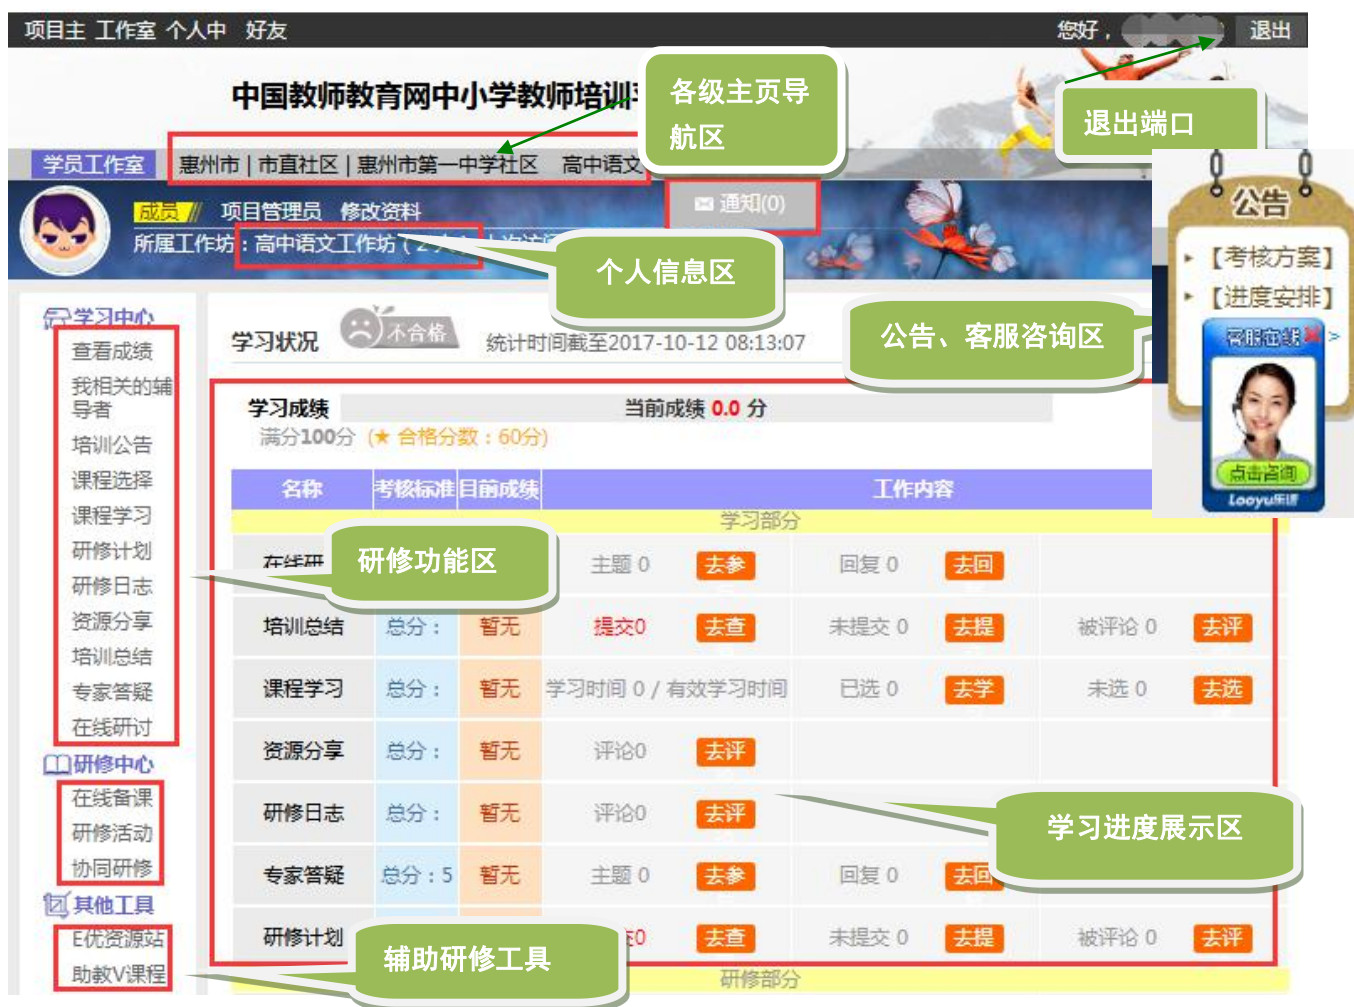 项目主 工作室 个人中 好友
您好， 退出
中国教师教育网中小学教师培训
各级主页导
航区
退出端口
学员工作室 惠州市 | 市直社区 | 惠州市第一中学社区 高中语文
公告
【考核方案】
【进度安排】
客服在线
点击咨询
Looyu乐语
成员 // 项目管理员 修改资料
通知(0)
所属工作坊：高中语文工作坊
个人信息区
公告、客服咨询区
学习中心
查看成绩
我相关的辅
导者
培训公告
课程选择
课程学习
研修计划
研修日志
资源分享
培训总结
专家答疑
在线研讨
研修中心
在线备课
研修活动
协同研修
其他工具
E优资源站
助教V课程
学习状况 不合格 统计时间截至2017-10-12 08:13:07
学习成绩 当前成绩 0.0 分
满分100分 (★ 合格分数：60分)
名称 考核标准 目前成绩 工作内容
学习部分
研修功能区
在线研 主题 0 去参 回复 0 去回
培训总结 总分： 暂无 提交0 去查 未提交 0 去提 被评论 0 去评
课程学习 总分： 暂无 学习时间 0 / 有效学习时间 已选 0 去学 未选 0 去选
资源分享 总分： 暂无 评论0 去评
研修日志 总分： 暂无 评论0 去评
学习进度展示区
专家答疑 总分：5 暂无 主题 0 去参 回复 0 去回
研修计划 0 去查 未提交 0 去提 被评论 0 去评
辅助研修工具
研修部分